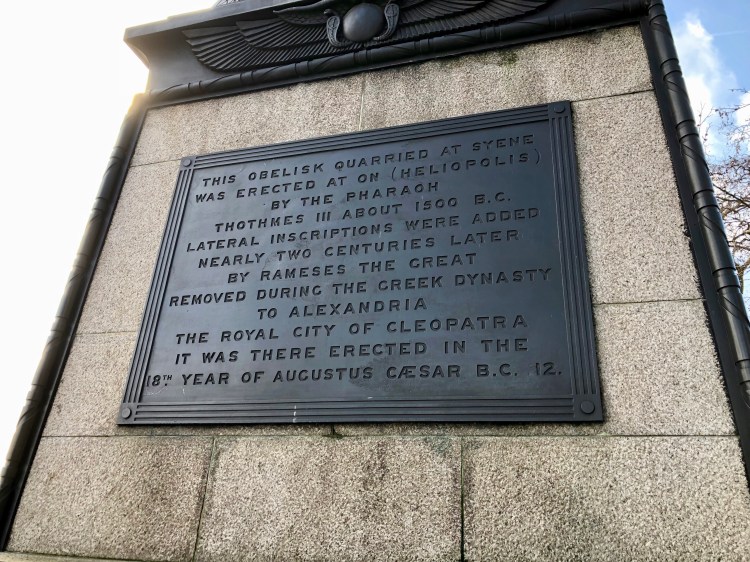 THIS OBELISK QUARRIED AT SYENE
WAS ERECTED AT ON (HELIOPOLIS)
BY THE PHARAOH
THOTHMES III ABOUT 1500 B.C.
LATERAL INSCRIPTIONS WERE ADDED
NEARLY TWO CENTURIES LATER
BY RAMESES THE GREAT
REMOVED DURING THE GREEK DYNASTY
TO ALEXANDRIA
THE ROYAL CITY OF CLEOPATRA
IT WAS THERE ERECTED IN THE
18TH YEAR OF AUGUSTUS CÆSAR B.C. 12.